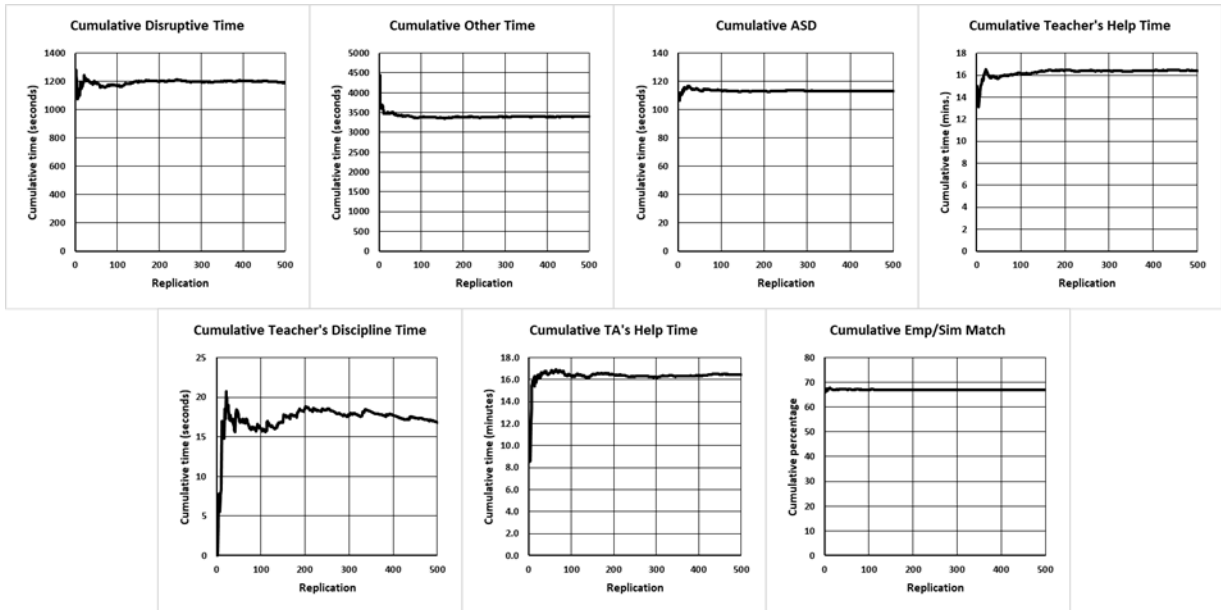 Cumulative Disruptive Time
Cumulative time (seconds)
1400
1200
1000
800
600
400
200
0
0 100 200 300 400 500
Replication
Cumulative Other Time
Cumulative time (seconds)
5000
4500
4000
3500
3000
2500
2000
1500
1000
500
0
0 100 200 300 400 500
Replication
Cumulative ASD
Cumulative time (seconds)
140
120
100
80
60
40
20
0
0 100 200 300 400 500
Replication
Cumulative Teacher's Help Time
Cumulative time (mins.)
18
16
14
12
10
8
6
4
2
0
0 100 200 300 400 500
Replication
Cumulative Teacher's Discipline Time
Cumulative time (seconds)
25
20
15
10
5
0
0 100 200 300 400 500
Replication
Cumulative TA's Help Time
Cumulative time (minutes)
18.0
16.0
14.0
12.0
10.0
8.0
6.0
4.0
2.0
0.0
0 100 200 300 400 500
Replication
Cumulative Emp/Sim Match
Cumulative percentage
80
70
60
50
40
30
20
10
0
0 100 200 300 400 500
Replication